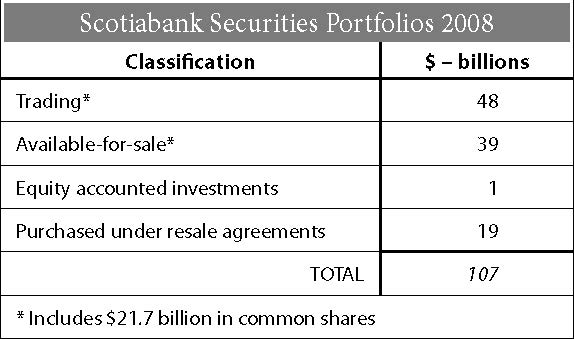 Scotiabank Securities Portfolios 2008
Classification $ – billions
Trading* 48
Available-for-sale* 39
Equity accounted investments 1
Purchased under resale agreements 19
TOTAL 107
* Includes $21.7 billion in common shares